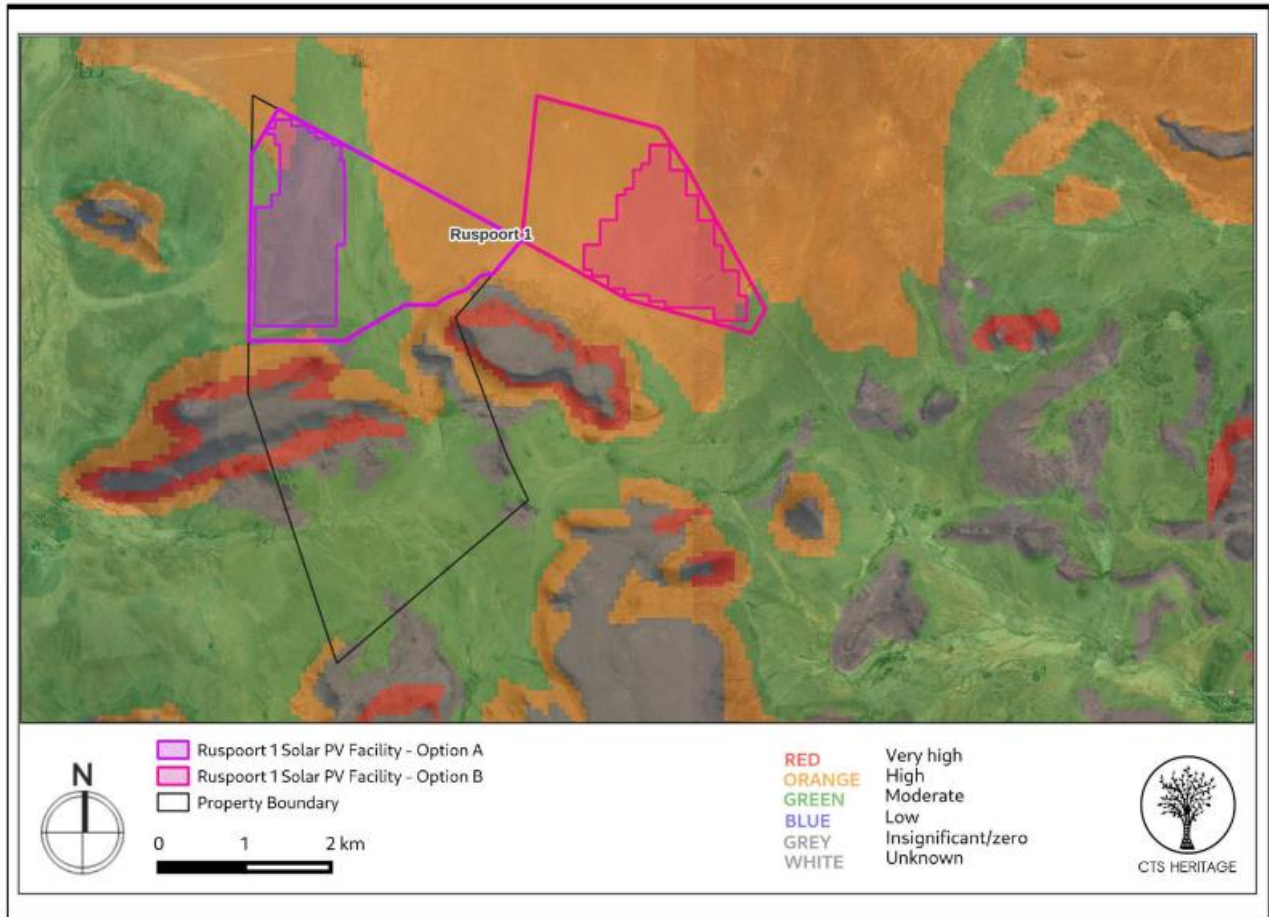 Ruspoort 1
N
0 1 2 km
Ruspoort 1 Solar PV Facility - Option A
Ruspoort 1 Solar PV Facility - Option B
Property Boundary
RED Very high
ORANGE High
GREEN Moderate
BLUE Low
GREY Insignificant/zero
WHITE Unknown
CTS HERITAGE